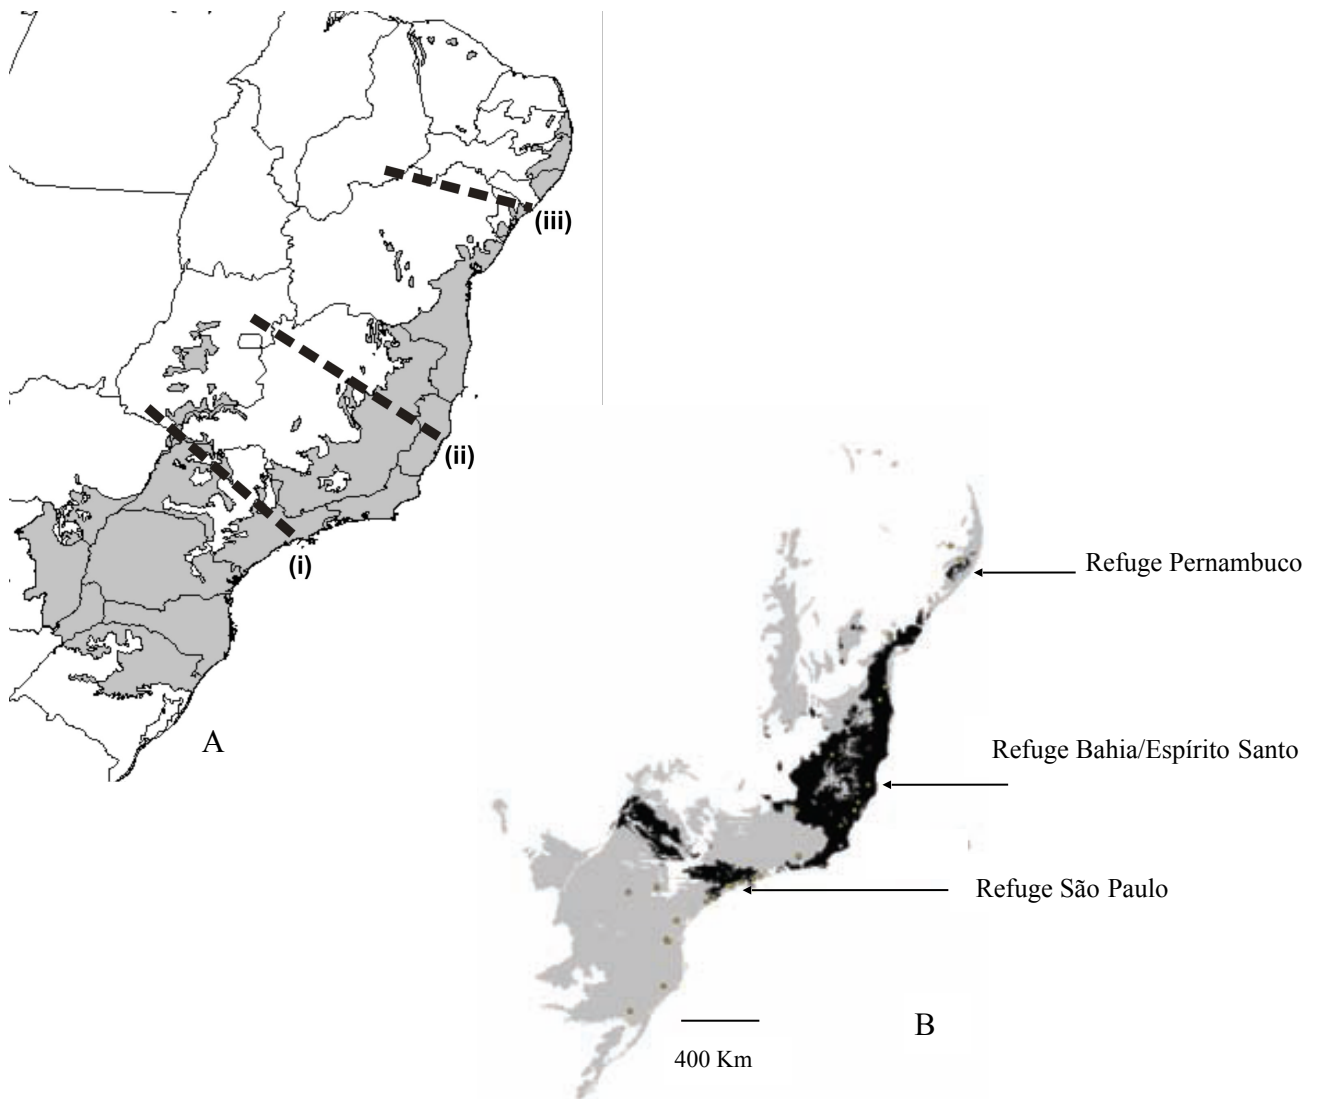 (iii)
(ii)
(i)
A
Refuge Pernambuco
Refuge Bahia/Espírito Santo
Refuge São Paulo
B
400 Km